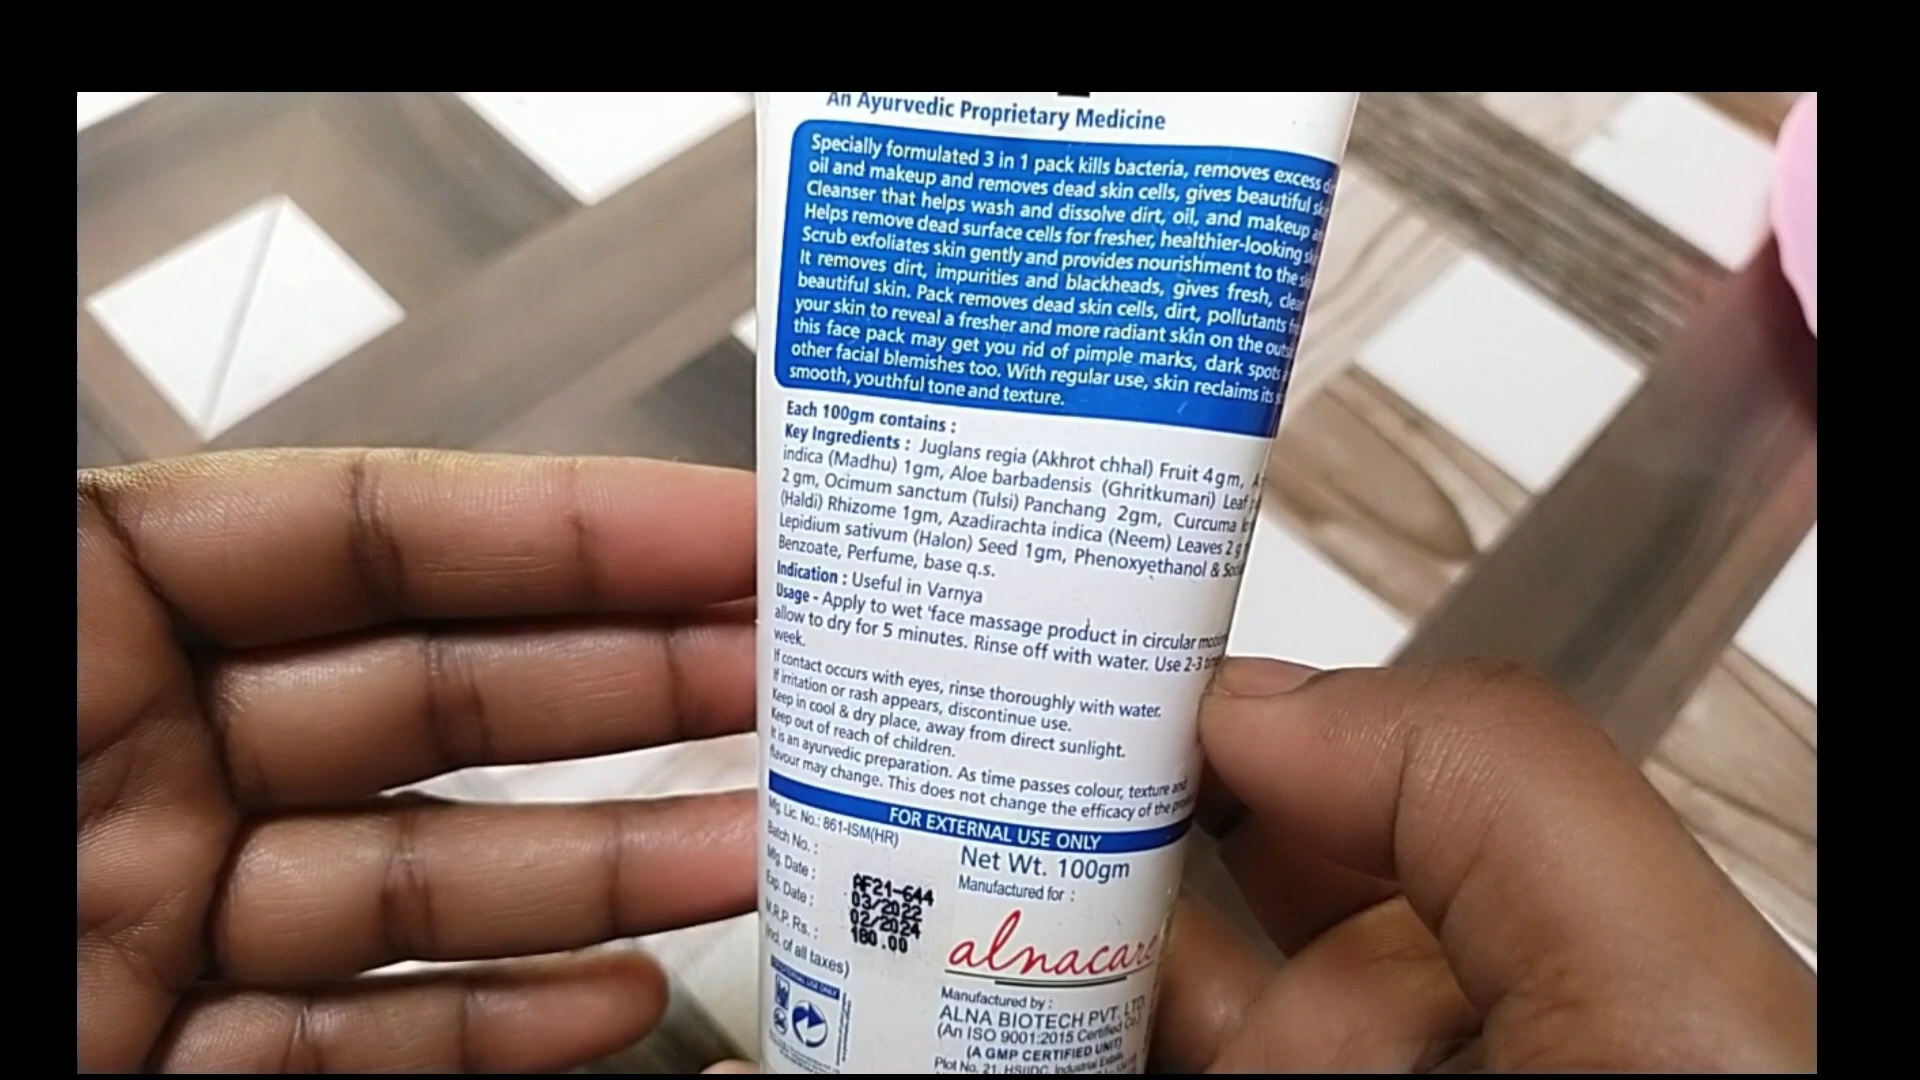 An Ayurvedic Proprietary Medicine
Specially formulated 3 in 1 pack kills bacteria, removes excess
oil and makeup and removes dead skin cells, gives beautiful
Cleanser that helps wash and dissolve dirt, oil, and makeup
Helps remove dead surface cells for fresher, healthier-looking
Scrub exfoliates skin gently and provides nourishment to the
It removes dirt, impurities and blackheads, gives fresh,
beautiful skin. Pack removes dead skin cells, dirt, pollutants
your skin to reveal a fresher and more radiant skin on the
this face pack may get you rid of pimple marks, dark spots
other facial blemishes too. With regular use, skin reclaims its
smooth, youthful tone and texture.
Each 100gm contains :
Key Ingredients : Juglans regia (Akhrot chhal) Fruit 4gm,
indica (Madhu) 1gm, Aloe barbadensis (Ghritkumari) Leaf
2 gm, Ocimum sanctum (Tulsi) Panchang 2gm, Curcuma
(Haldi) Rhizome 1gm, Azadirachta indica (Neem) Leaves 2 g
Lepidium sativum (Halon) Seed 1gm, Phenoxyethanol &
Benzoate, Perfume, base q.s.
Indication : Useful in Varnya
Usage - Apply to wet 'face massage product in circular
allow to dry for 5 minutes. Rinse off with water. Use 2-3
week.
If contact occurs with eyes, rinse thoroughly with water.
If irritation or rash appears, discontinue use.
Keep in cool & dry place, away from direct sunlight.
Keep out of reach of children.
It is an ayurvedic preparation. As time passes colour, texture and
flavour may change. This does not change the efficacy of the
FOR EXTERNAL USE ONLY
Mfg. Lic. No.: 861-ISM(HR)
Batch No. : AF21-644
Mfg. Date : 03/2022
Exp. Date : 02/2024
M.R.P. Rs. : 180.00
(Incl. of all taxes)
Net Wt. 100gm
Manufactured for :
alnacare
Manufactured by :
ALNA BIOTECH PVT. LTD.
(An ISO 9001:2015 Certified Co.)
(A GMP CERTIFIED UNIT)
Plot No. 21, HSIIDC, Industrial Estate,